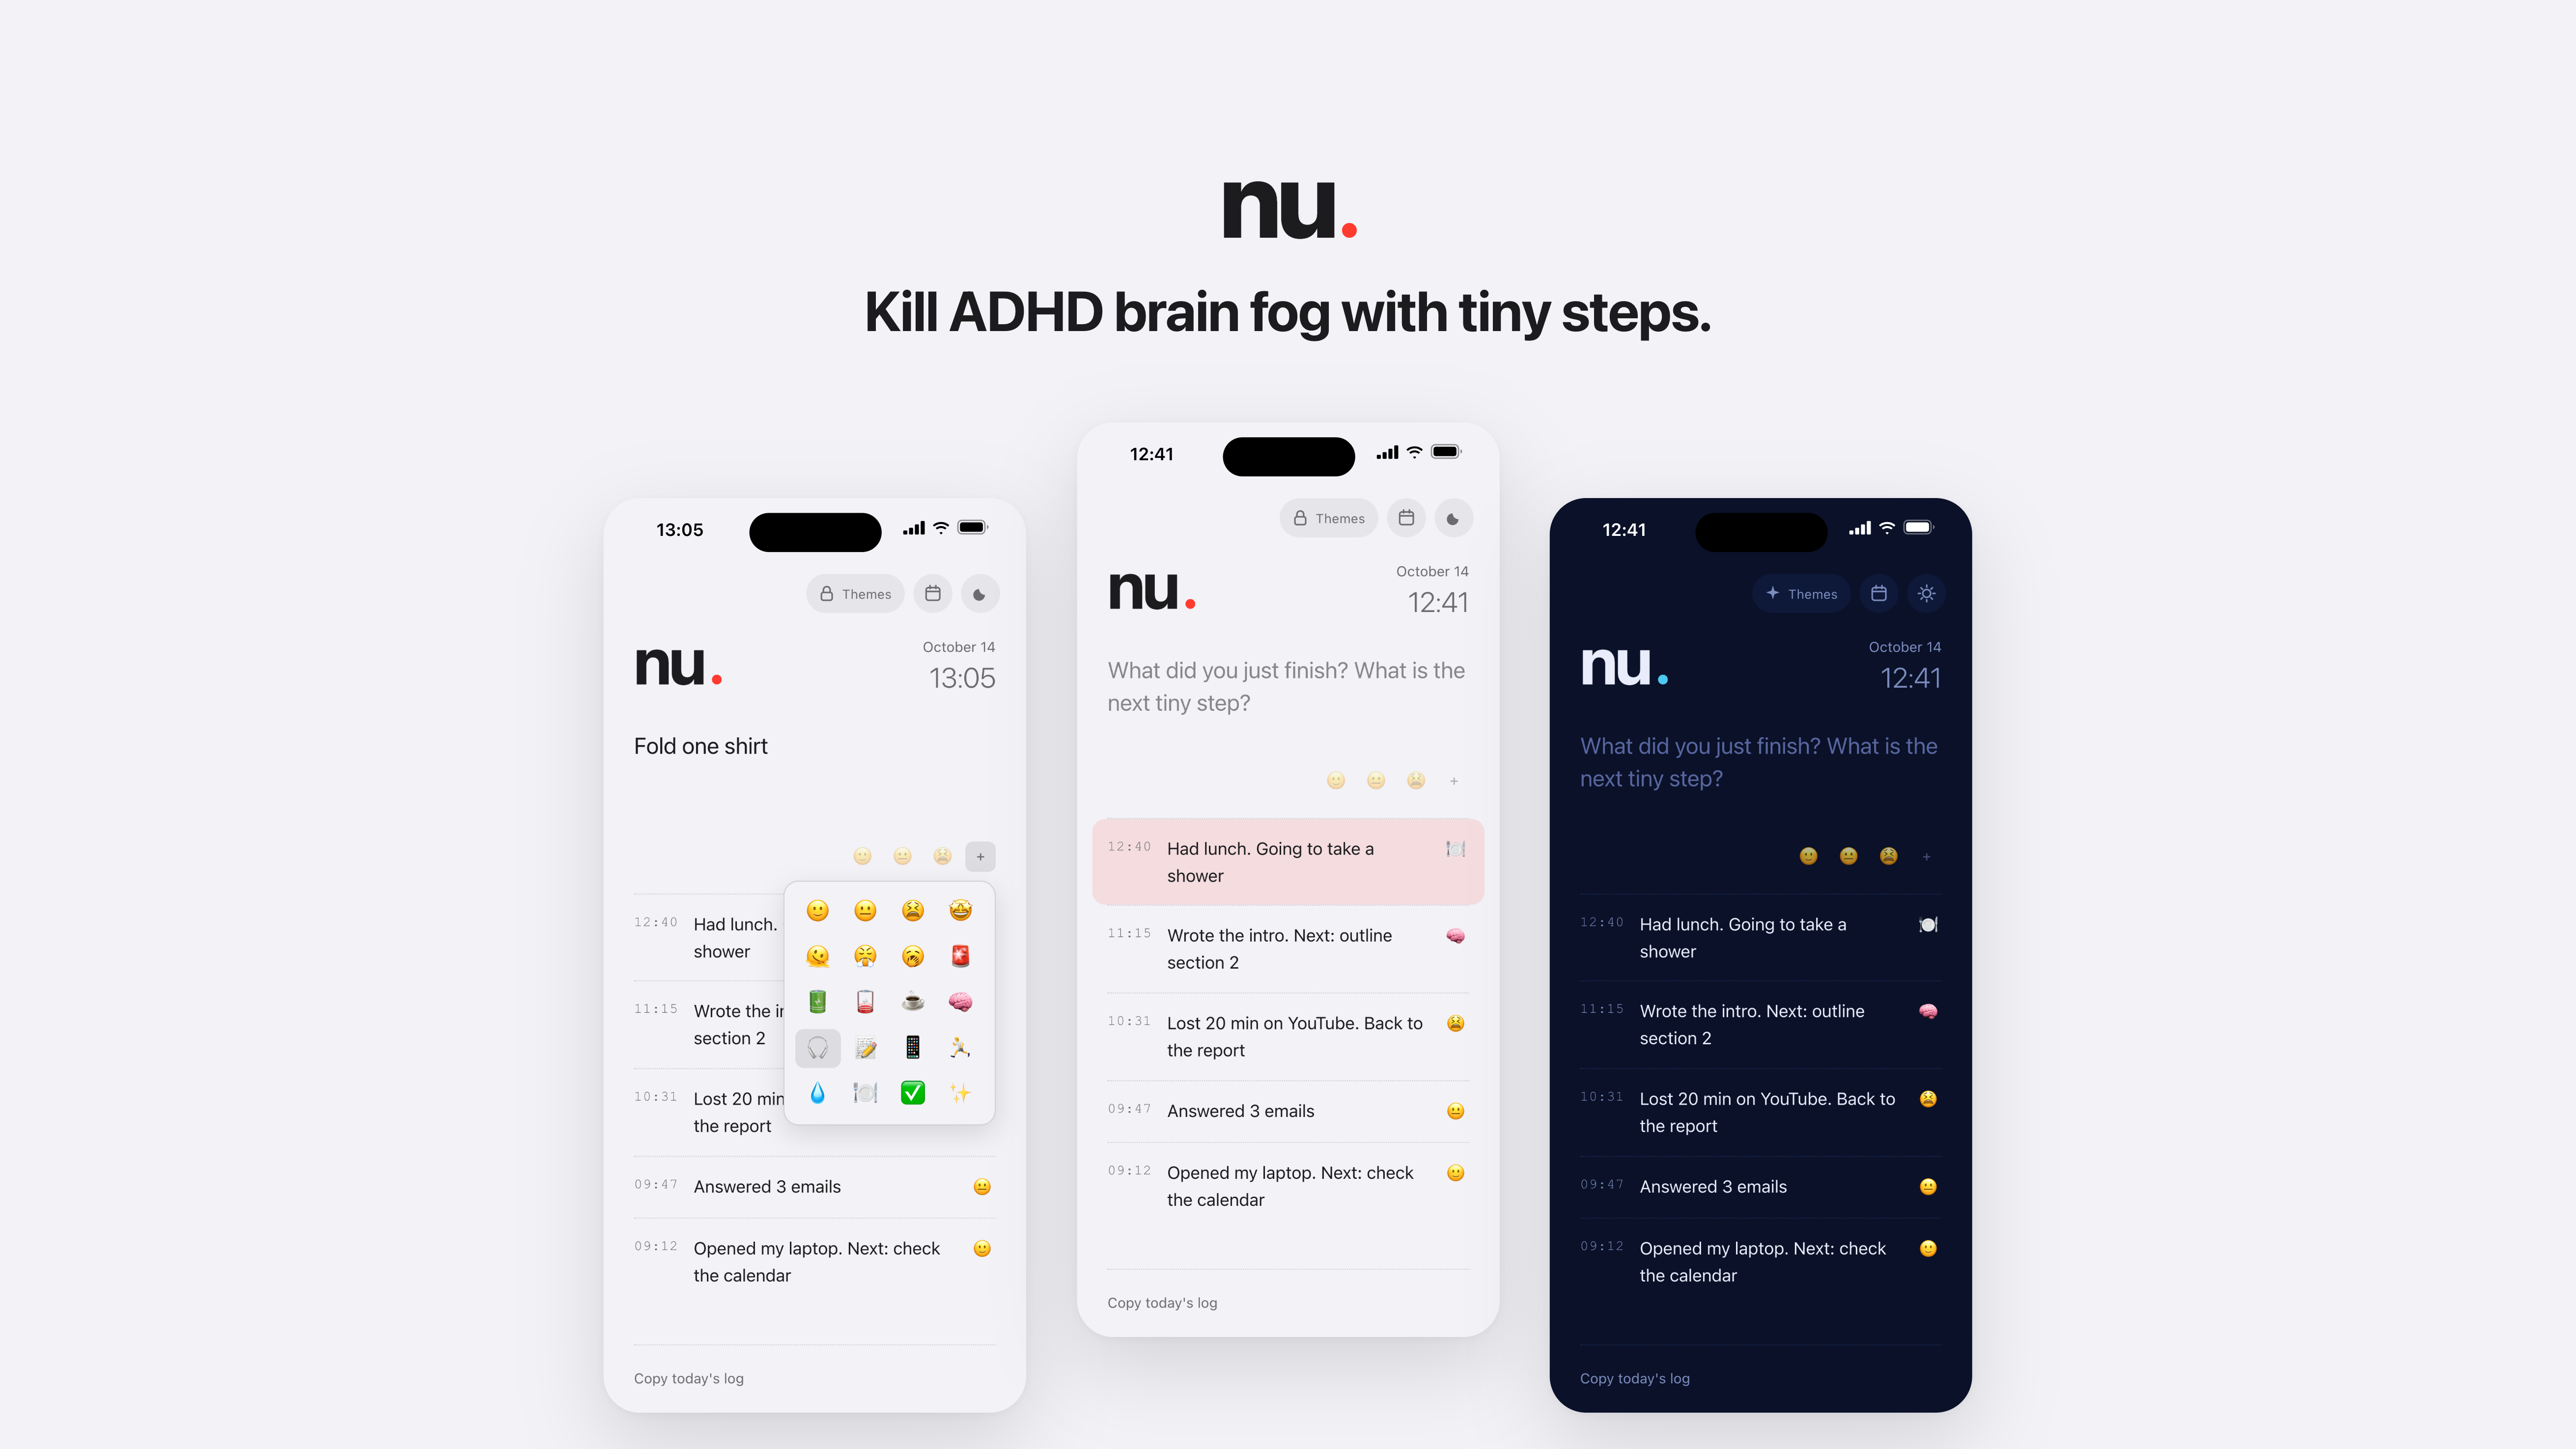 nu.
Kill ADHD brain fog with tiny steps.
13:05
Themes
nu.
October 14
13:05
Fold one shirt
+
12:40
Had lunch.
shower
11:15
Wrote the in
section 2
10:31
Lost 20 min
the report
09:47
Answered 3 emails
09:12
Opened my laptop. Next: check
the calendar
Copy today's log
12:41
Themes
nu.
October 14
12:41
What did you just finish? What is the
next tiny step?
+
12:40
Had lunch. Going to take a
shower
11:15
Wrote the intro. Next: outline
section 2
10:31
Lost 20 min on YouTube. Back to
the report
09:47
Answered 3 emails
09:12
Opened my laptop. Next: check
the calendar
Copy today's log
12:41
Themes
nu.
October 14
12:41
What did you just finish? What is the
next tiny step?
+
12:40
Had lunch. Going to take a
shower
11:15
Wrote the intro. Next: outline
section 2
10:31
Lost 20 min on YouTube. Back to
the report
09:47
Answered 3 emails
09:12
Opened my laptop. Next: check
the calendar
Copy today's log